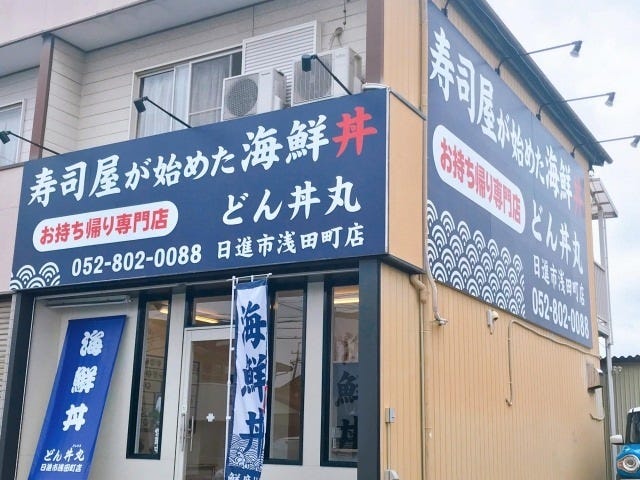 寿司屋が始めた海鮮丼
お持ち帰り専門店
どん丼丸
052-802-0088
日進市浅田町店
寿司屋が始めた海鮮丼
お持ち帰り専門店
どん丼丸
日進市浅田町店
052-802-0088
海鮮丼
どん丼丸
日進市浅田町店
海鮮丼
鮮丼